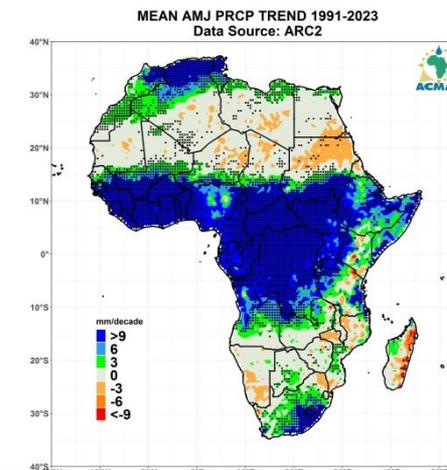 MEAN AMJ PRCP TREND 1991-2023
Data Source: ARC2
40°N
30°N
20°N
10°N
0°
10°S
20°S
30°S
40°S
mm/decade
>9
6
3
0
-3
-6
<-9